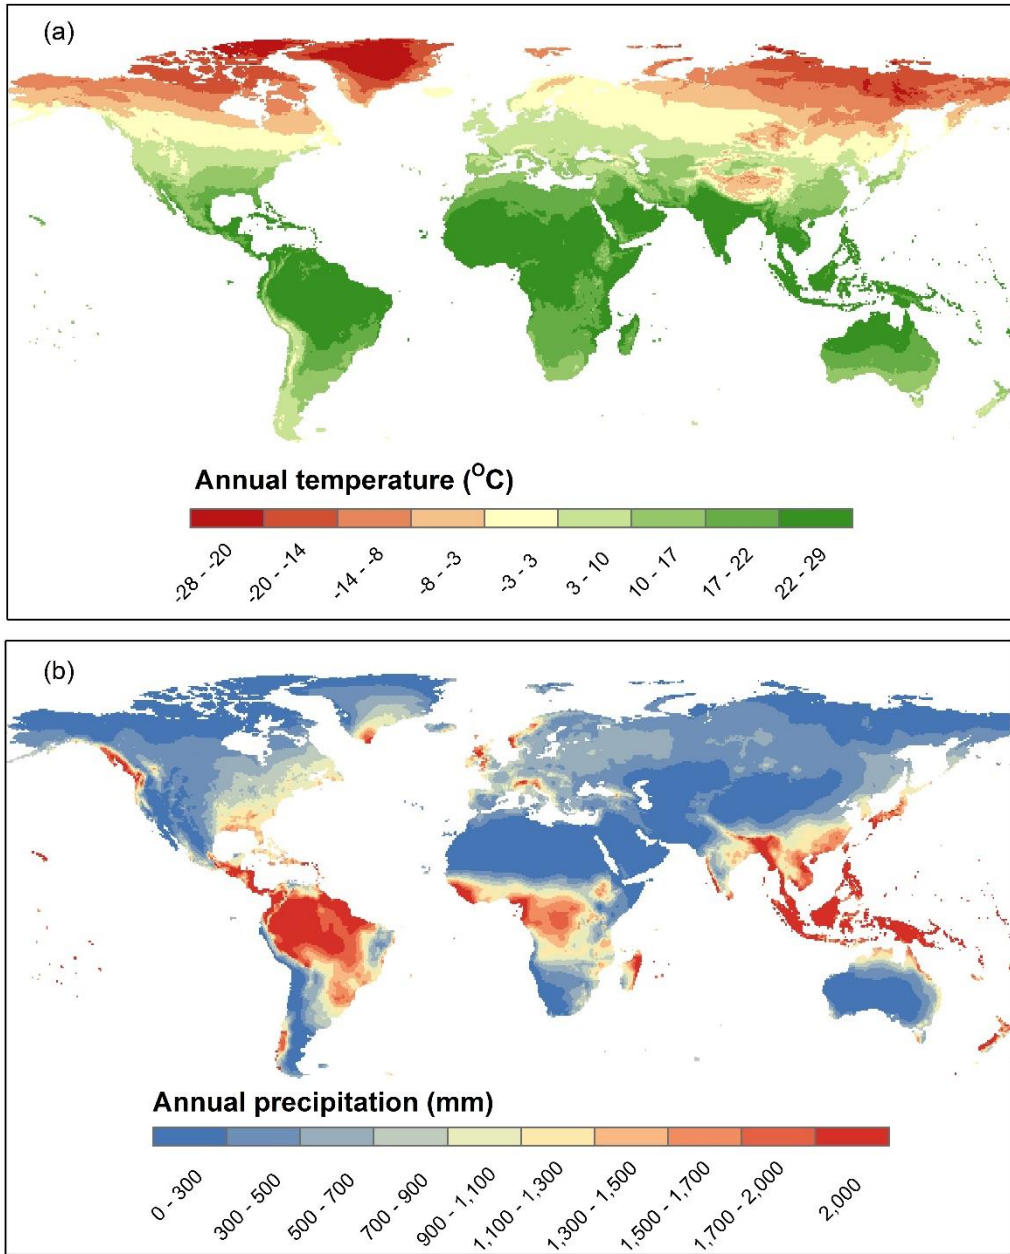 (a)
Annual temperature (OC)
-28 - -20
-20 - -14
-14 - -8
-8 - -3
-3 - 3
3 - 10
10 - 17
17 - 22
22 - 29
(b)
Annual precipitation (mm)
0 - 300
300 - 500
500 - 700
700 - 900
900 - 1,100
1,100 - 1,300
1,300 - 1,500
1,500 - 1,700
1,700 - 2,000
2,000